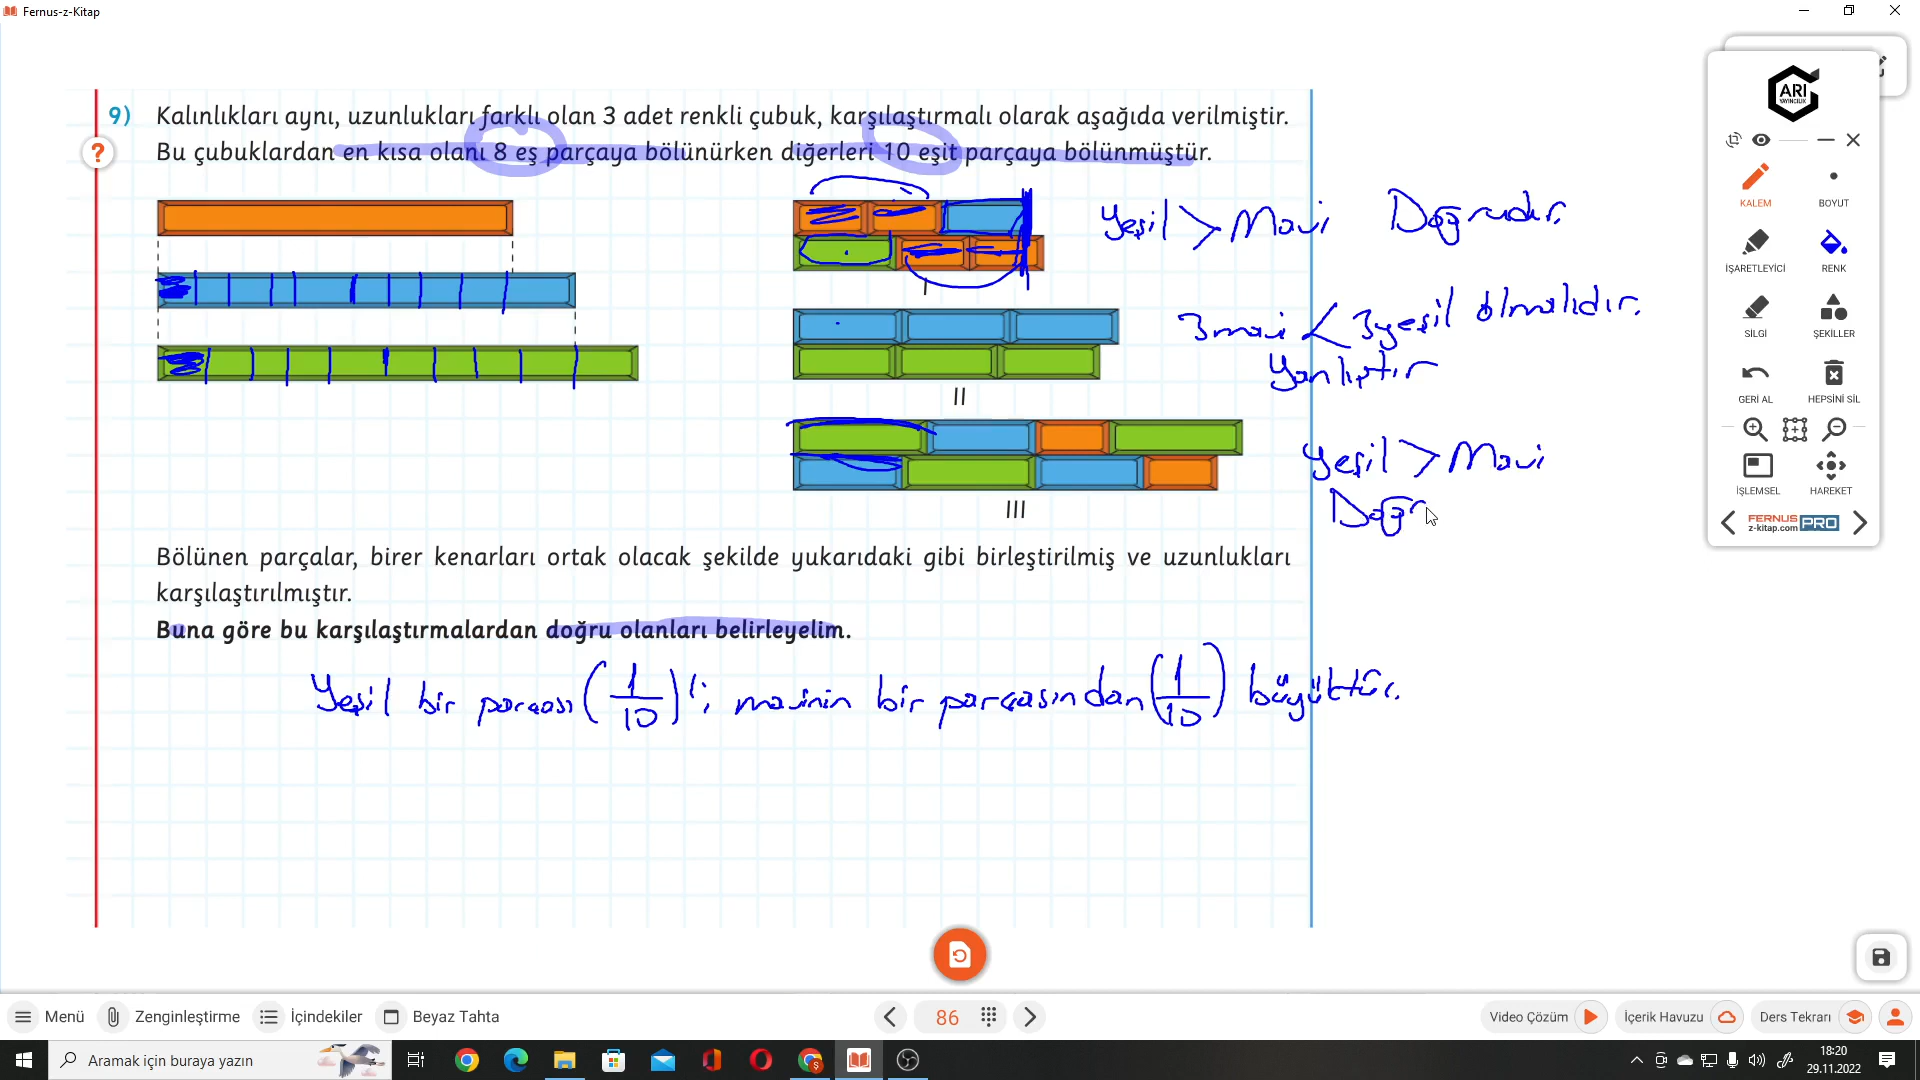 Fernus-z-Kitap
9) Kalınlıkları aynı, uzunlukları farklı olan 3 adet renkli çubuk, karşılaştırmalı olarak aşağıda verilmiştir.
? Bu çubuklardan en kısa olanı 8 eş parçaya bölünürken diğerleri 10 eşit parçaya bölünmüştür.
Yeşil > Mavi Doğrudur.
I
3 mavi < 3 yeşil olmalıdır.
Yanlıştır
II
Yeşil > Mavi
III
Doğr
Bölünen parçalar, birer kenarları ortak olacak şekilde yukarıdaki gibi birleştirilmiş ve uzunlukları
karşılaştırılmıştır.
Buna göre bu karşılaştırmalardan doğru olanları belirleyelim.
Yeşil bir parçası (1/10)'i; mavinin bir parçasından (1/10) büyüktür.
ARI
YAYINCILIK
KALEM BOYUT
İŞARETLEYİCİ RENK
SİLGİ ŞEKİLLER
GERİ AL HEPSİNİ SİL
İŞLEMSEL HAREKET
FERNUS z-kitap.com PRO
Menü Zenginleştirme İçindekiler Beyaz Tahta 86 Video Çözüm İçerik Havuzu Ders Tekrarı
Aramak için buraya yazın
18:20
29.11.2022